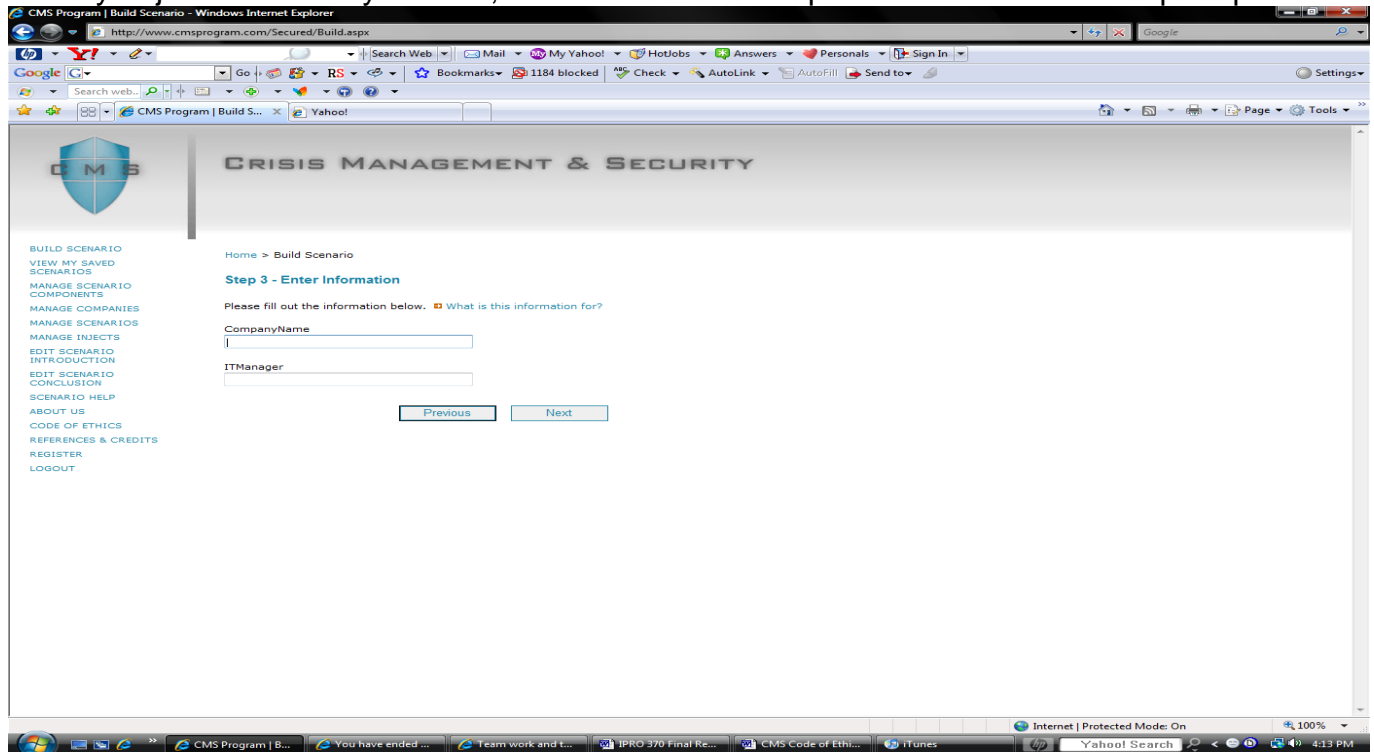 CMS Program | Build Scenario - Windows Internet Explorer
http://www.cmsprogram.com/Secured/Build.aspx
Google
Y! Search Web Mail My Yahoo! HotJobs Answers Personals Sign In
Google G Go RS Bookmarks 1184 blocked Check AutoLink AutoFill Send to Settings
Search web..
CMS Program | Build S... Yahoo! Page Tools
C M S
CRISIS MANAGEMENT & SECURITY
BUILD SCENARIO
VIEW MY SAVED
SCENARIOS
MANAGE SCENARIO
COMPONENTS
MANAGE COMPANIES
MANAGE SCENARIOS
MANAGE INJECTS
EDIT SCENARIO
INTRODUCTION
EDIT SCENARIO
CONCLUSION
SCENARIO HELP
ABOUT US
CODE OF ETHICS
REFERENCES & CREDITS
REGISTER
LOGOUT
Home > Build Scenario
Step 3 - Enter Information
Please fill out the information below. What is this information for?
CompanyName
ITManager
Previous Next
Internet | Protected Mode: On 100%
CMS Program | B... You have ended ... Team work and t... IPRO 370 Final Re... CMS Code of Ethi... iTunes Yahoo! Search 4:13 PM